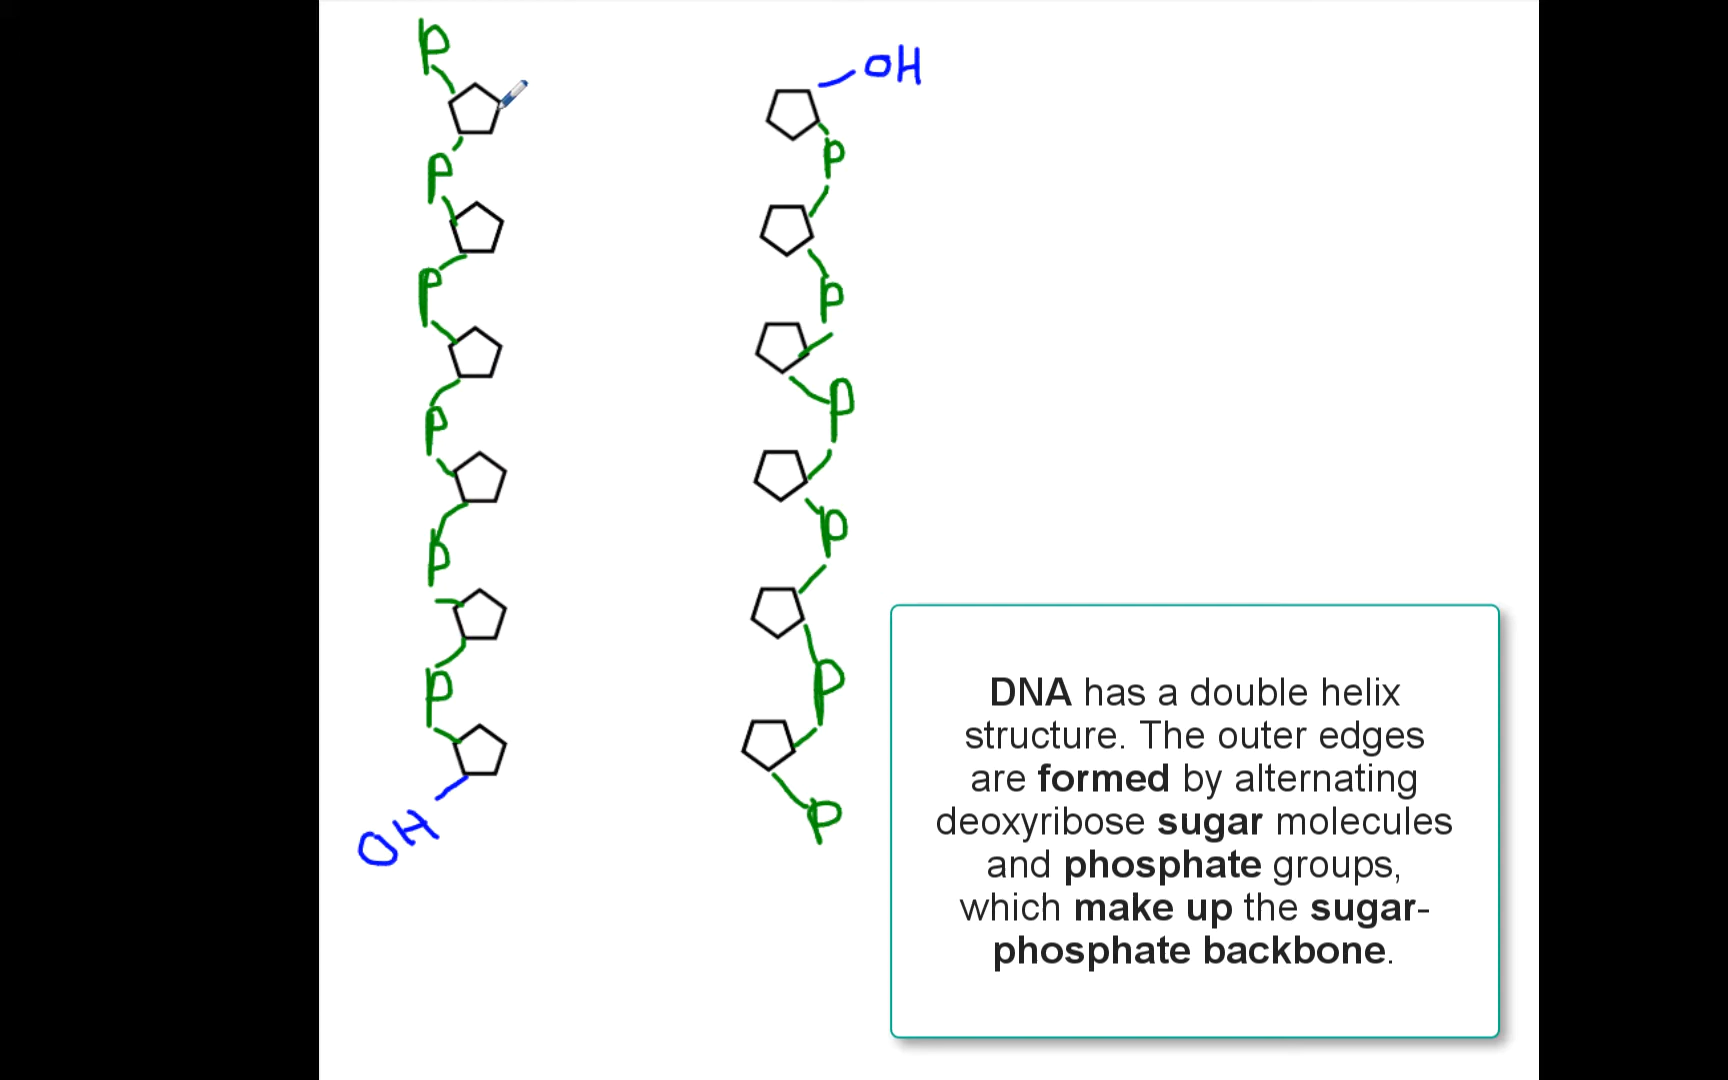 P
OH
P
P
P
P
P
P
P
P
P
P
P
OH
P
DNA has a double helix
structure. The outer edges
are formed by alternating
deoxyribose sugar molecules
and phosphate groups,
which make up the sugar-
phosphate backbone.